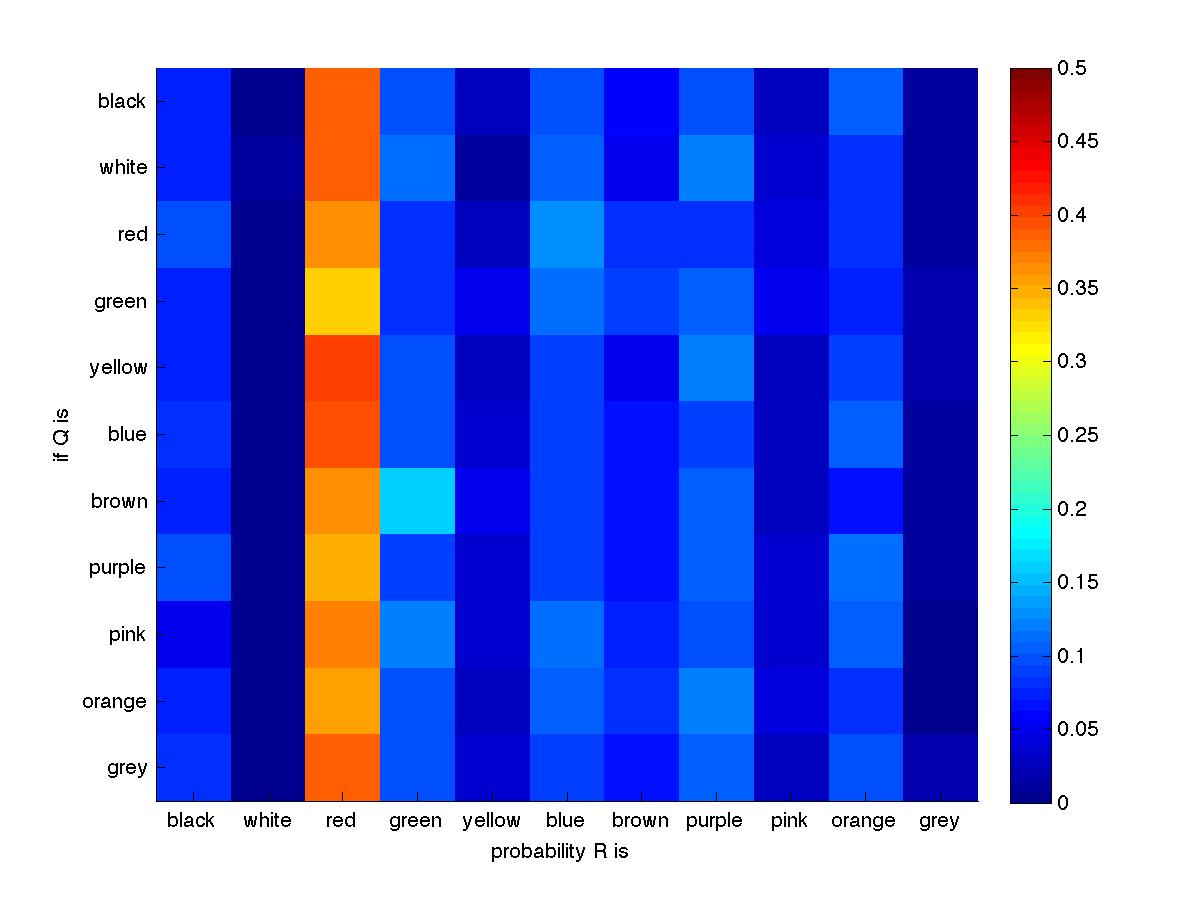 0.5
black
0.45
white
0.4
red
0.35
green
0.3
yellow
if Q is
0.25
blue
0.2
brown
0.15
purple
0.1
pink
0.05
orange
grey
0
black white red green yellow blue brown purple pink orange grey
probability R is